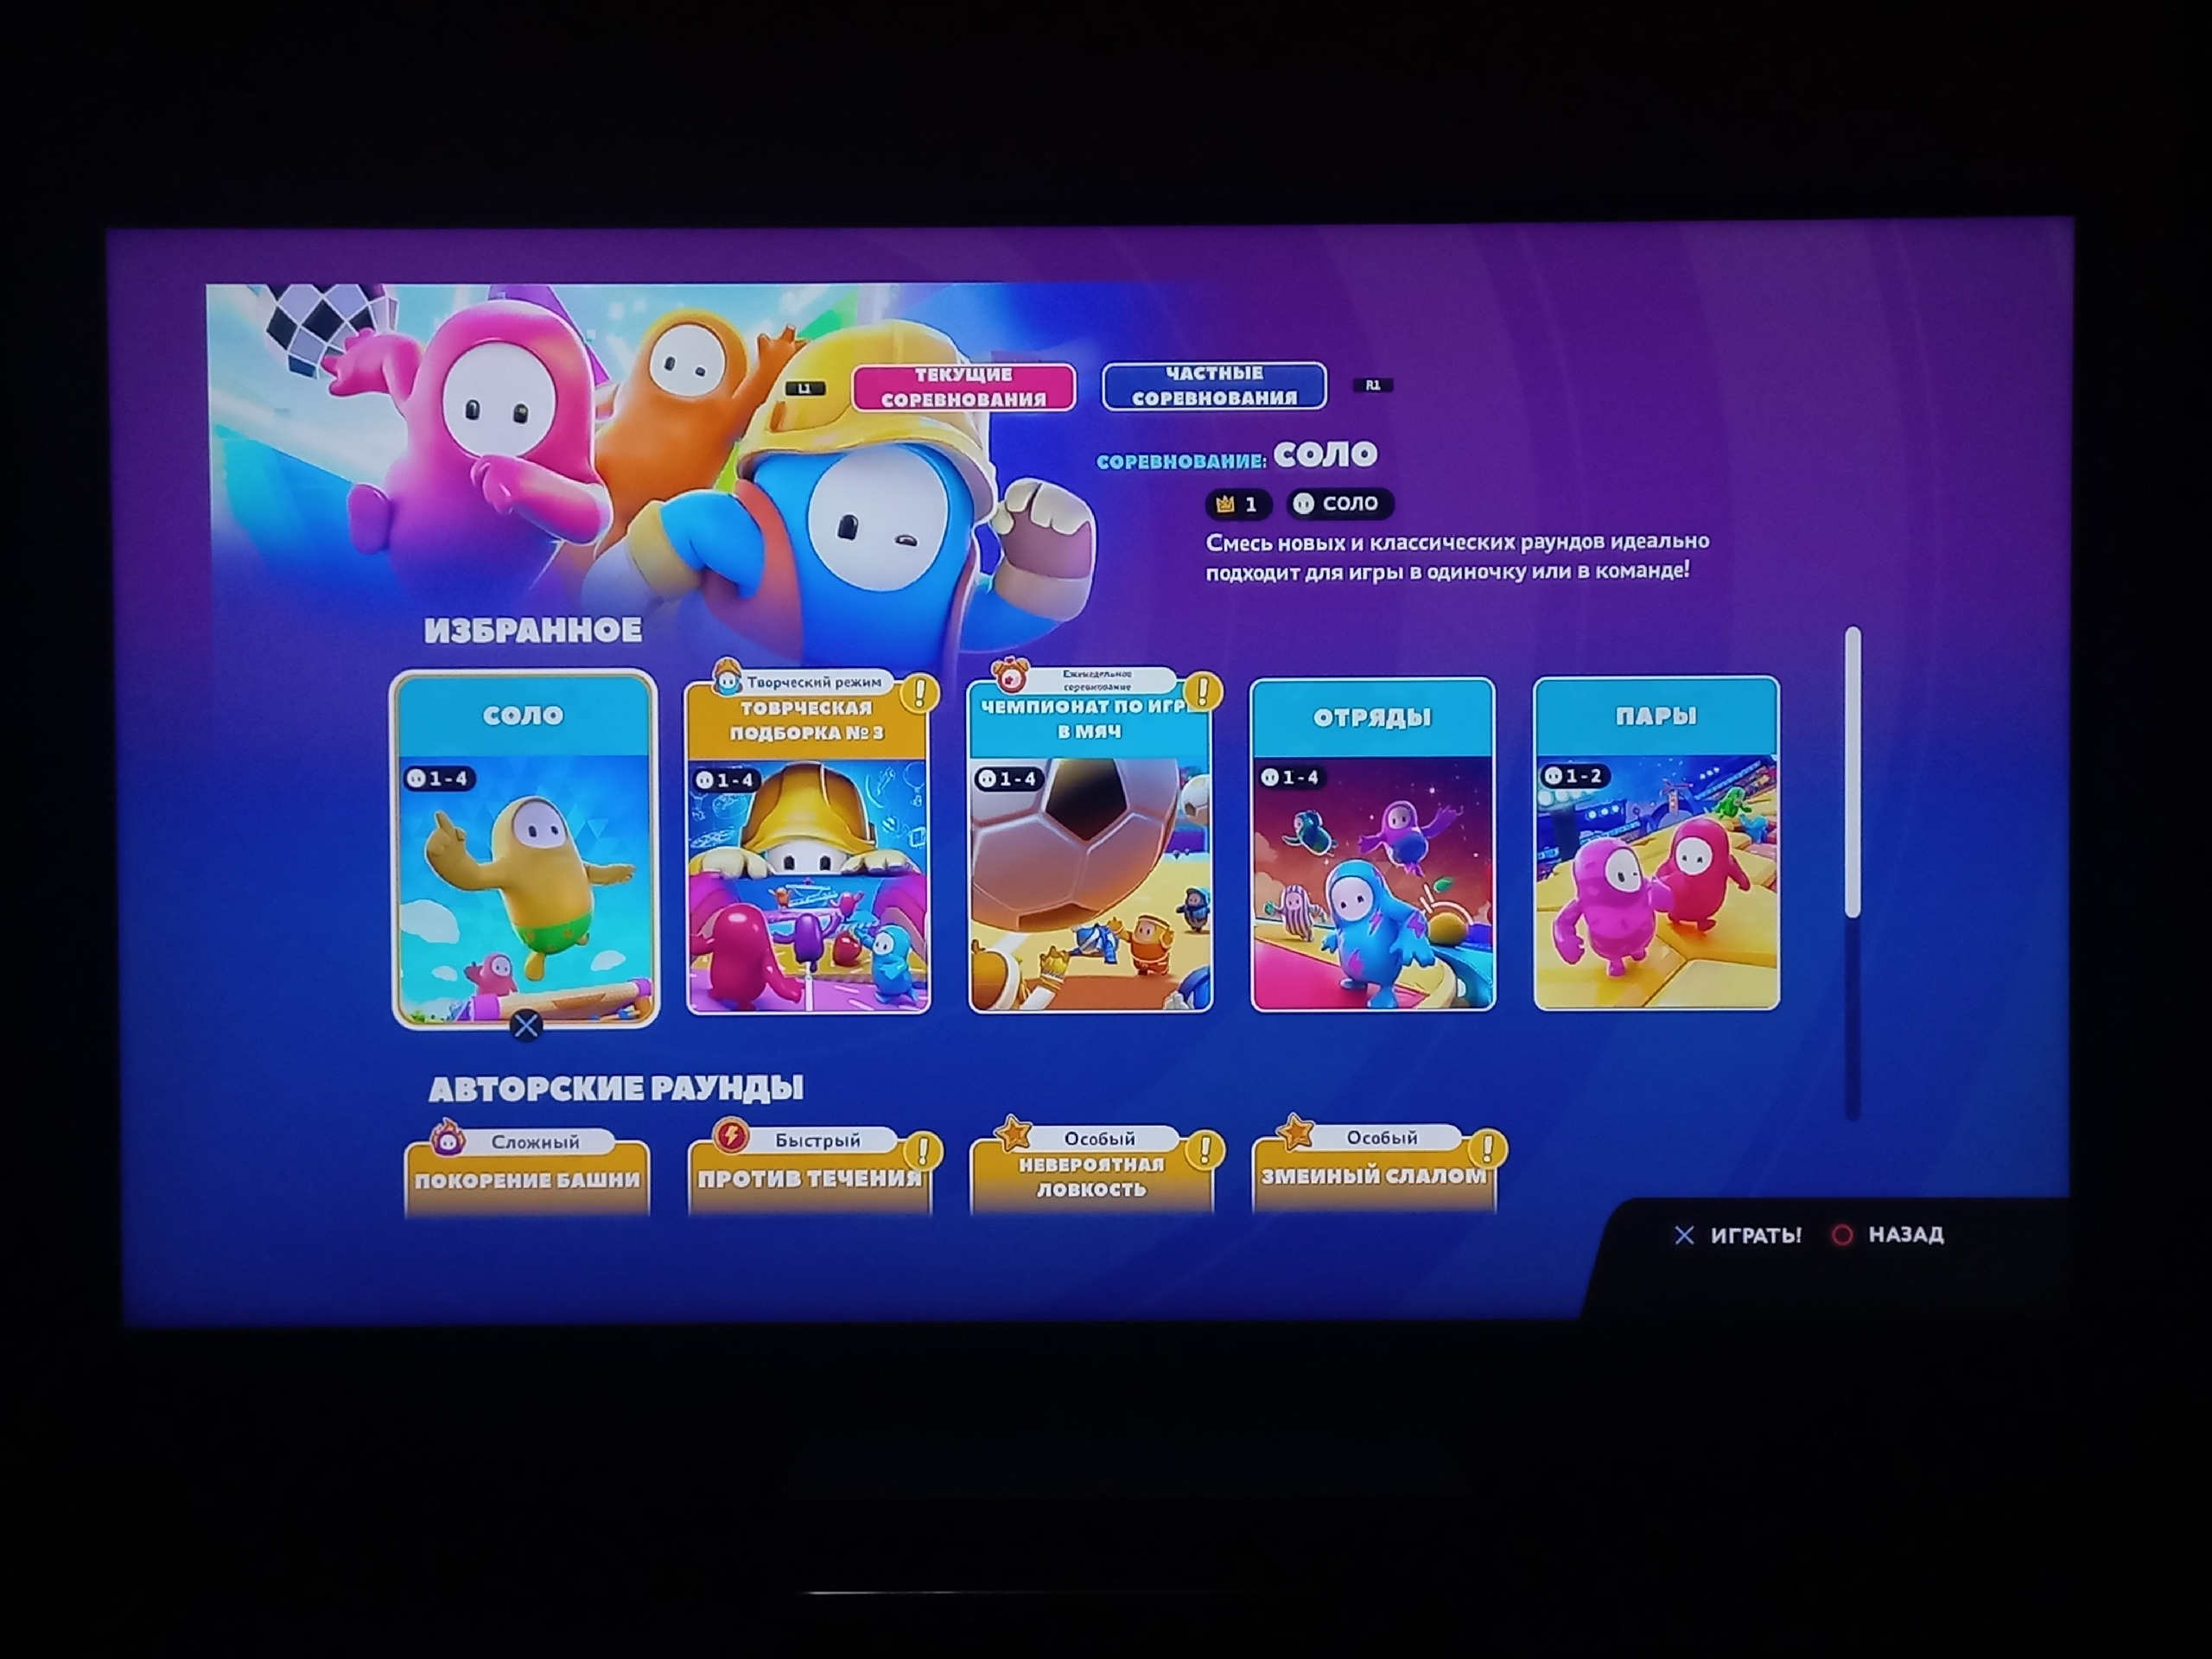 L1
ТЕКУЩИЕ
СОРЕВНОВАНИЯ
ЧАСТНЫЕ
СОРЕВНОВАНИЯ
R1
СОРЕВНОВАНИЕ: СОЛО
1
СОЛО
Смесь новых и классических раундов идеально
подходит для игры в одиночку или в команде!
ИЗБРАННОЕ
СОЛО
1-4
Творческий режим
ТОВРЧЕСКАЯ
ПОДБОРКА № 3
1-4
Еженедельное
соревнование
ЧЕМПИОНАТ ПО ИГРЕ
В МЯЧ
1-4
ОТРЯДЫ
1-4
ПАРЫ
1-2
АВТОРСКИЕ РАУНДЫ
Сложный
ПОКОРЕНИЕ БАШНИ
Быстрый
ПРОТИВ ТЕЧЕНИЯ
Особый
НЕВЕРОЯТНАЯ
ЛОВКОСТЬ
Особый
ЗМЕИНЫЙ СЛАЛОМ
ИГРАТЬ!
НАЗАД